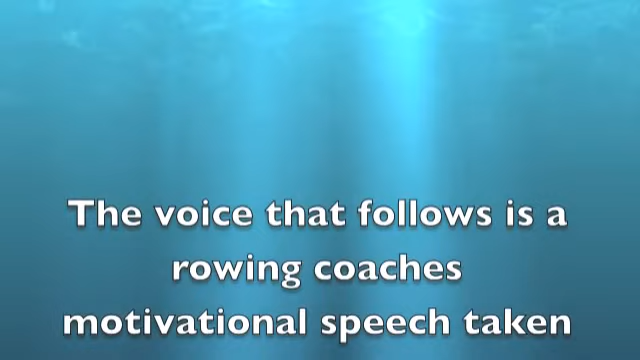 The voice that follows is a
rowing coaches
motivational speech taken